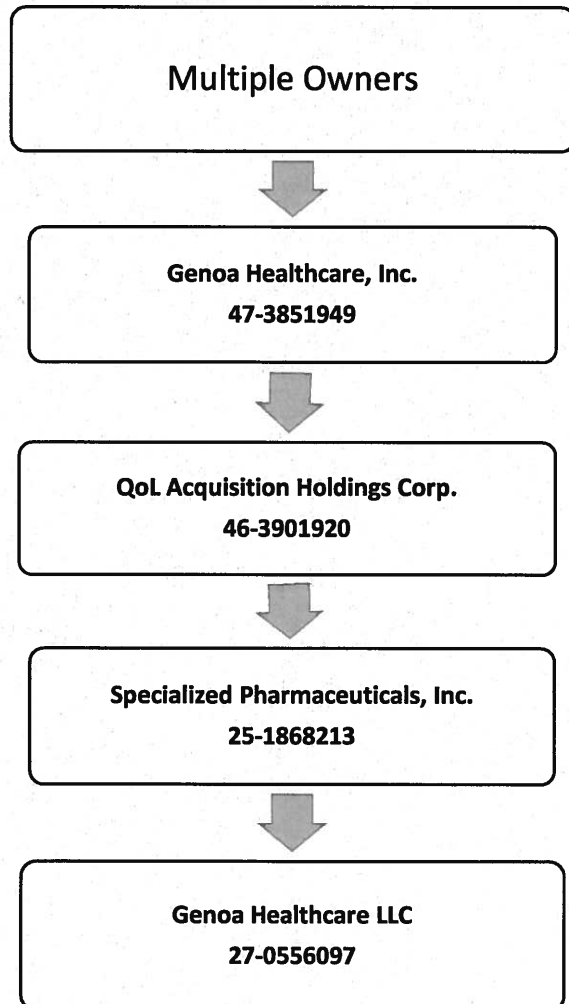 Multiple Owners
Genoa Healthcare, Inc.
47-3851949
QoL Acquisition Holdings Corp.
46-3901920
Specialized Pharmaceuticals, Inc.
25-1868213
Genoa Healthcare LLC
27-0556097